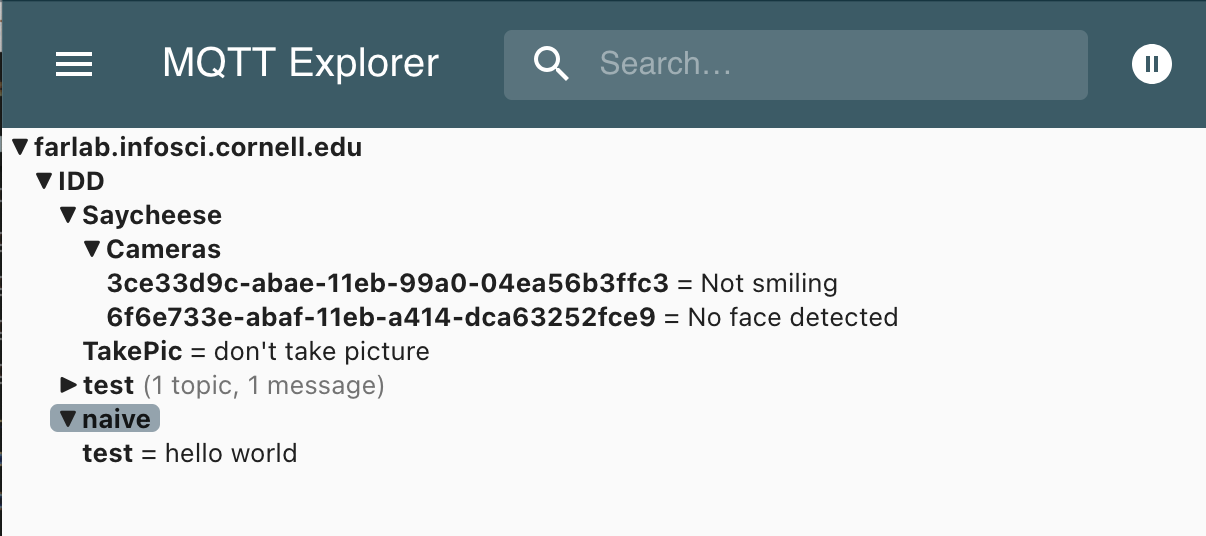 MQTT Explorer
Search...
▼ farlab.infosci.cornell.edu
▼ IDD
▼ Saycheese
▼ Cameras
3ce33d9c-abae-11eb-99a0-04ea56b3ffc3 = Not smiling
6f6e733e-abaf-11eb-a414-dca63252fce9 = No face detected
TakePic = don't take picture
▶ test (1 topic, 1 message)
▼ naive
test = hello world